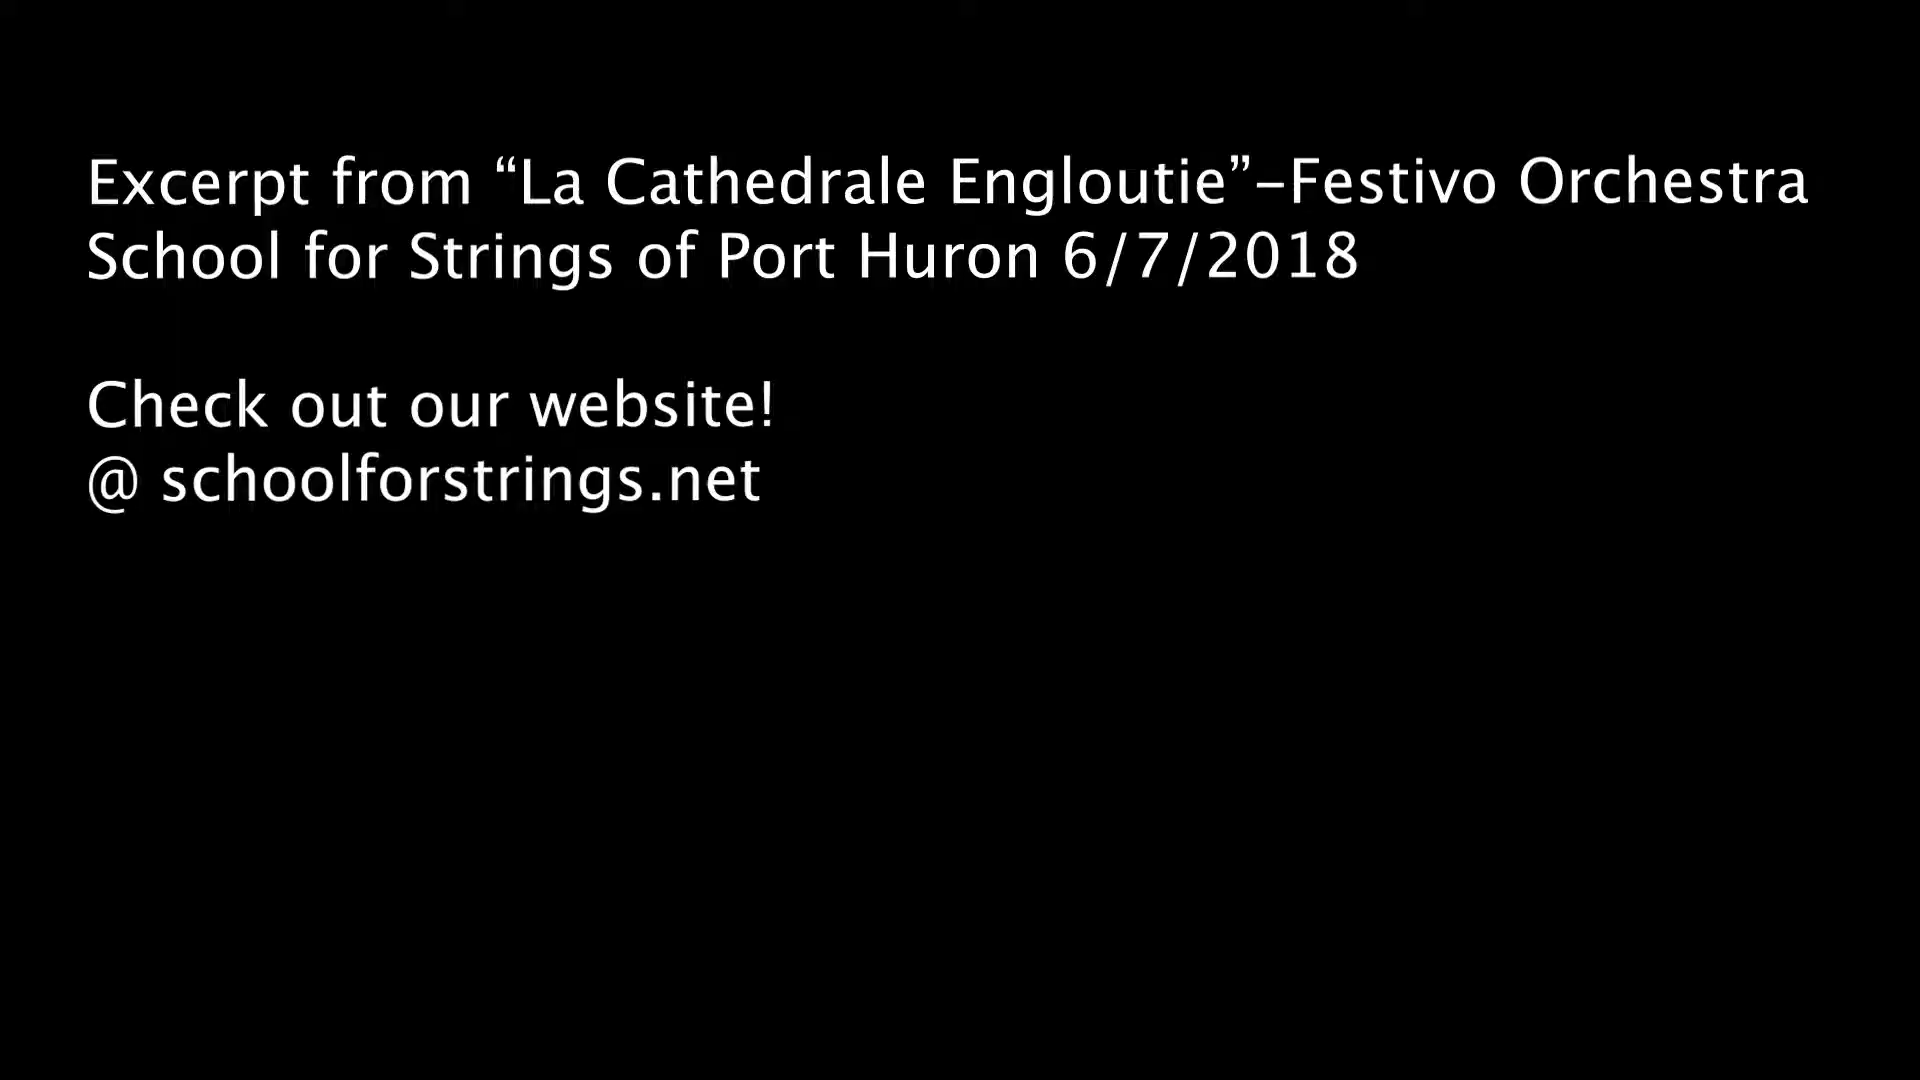 Excerpt from “La Cathedrale Engloutie”–Festivo Orchestra
School for Strings of Port Huron 6/7/2018
Check out our website!
@ schoolforstrings.net